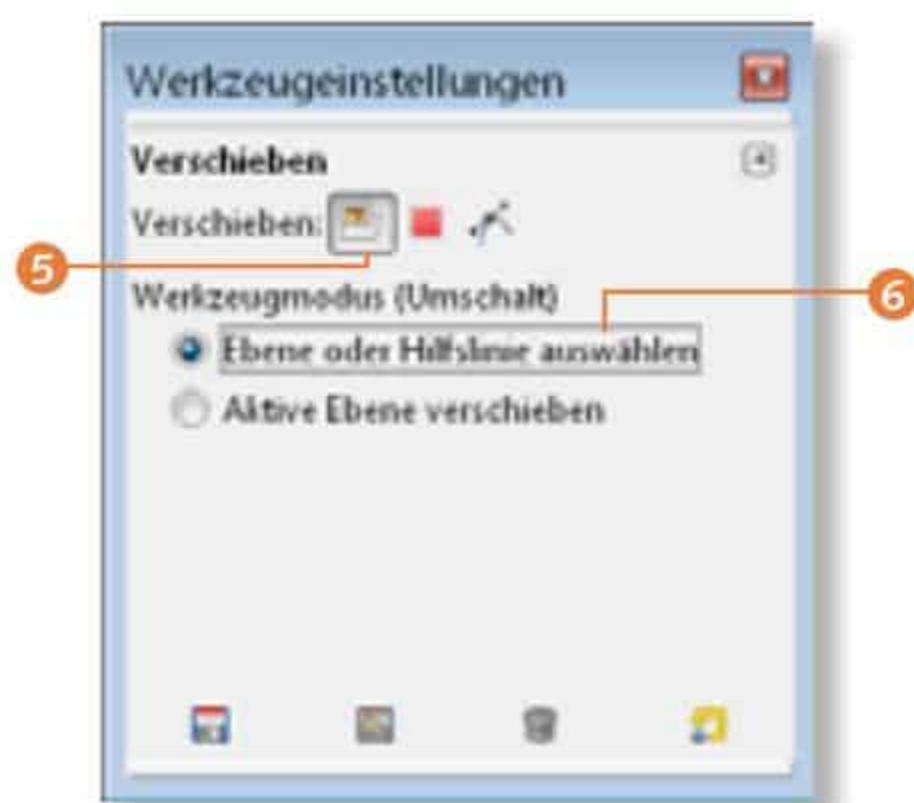 Werkzeugeinstellungen
Verschieben
Verschieben:
5
Werkzeugmodus (Umschalt)
6
Ebene oder Hilfslinie auswählen
Aktive Ebene verschieben